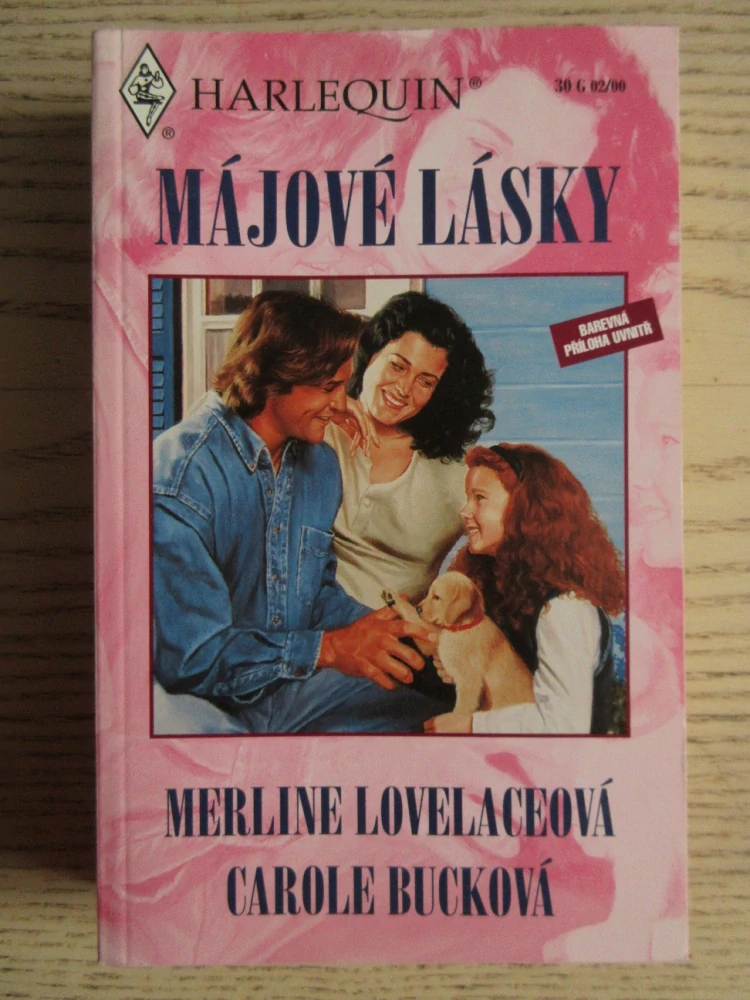 HARLEQUIN®
30 G 02/00
®
MÁJOVÉ LÁSKY
BAREVNÁ
PŘÍLOHA UVNITŘ
MERLINE LOVELACEOVÁ
CAROLE BUCKOVÁ